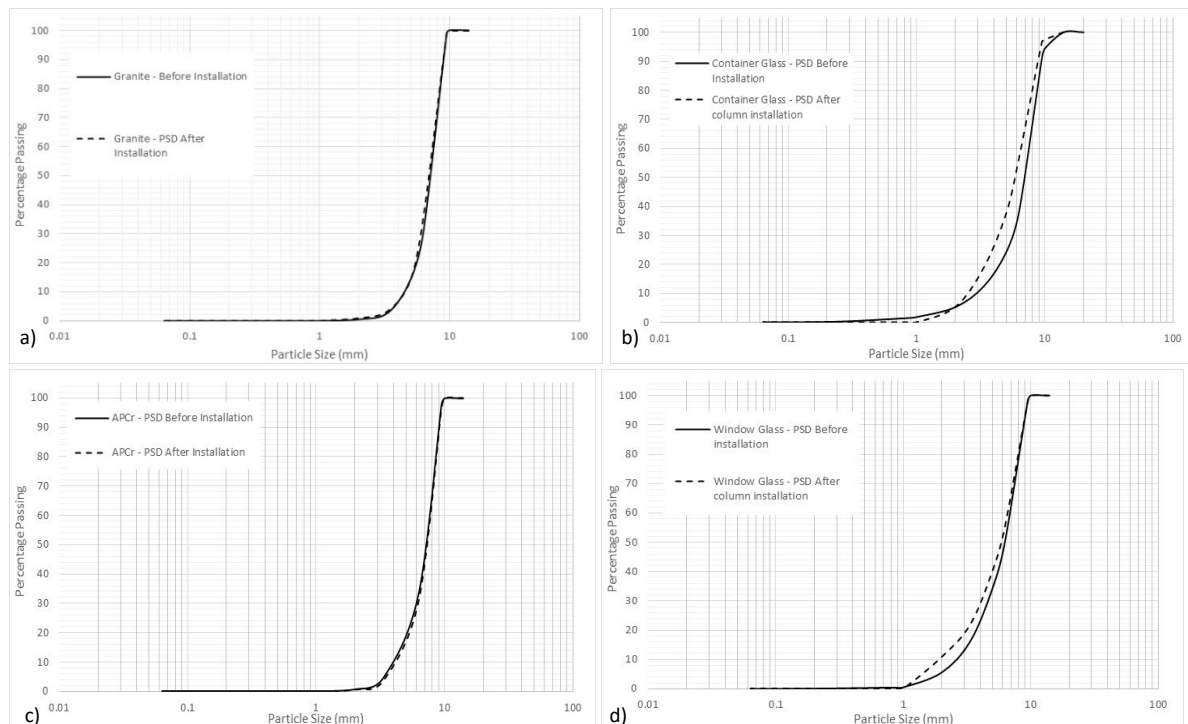 100
90
80
70
60
50
40
30
20
10
0
Percentage Passing
Granite - Before Installation
Granite - PSD After
Installation
0.01
0.1
1
10
100
Particle Size (mm)
a)
100
90
80
70
60
50
40
30
20
10
0
Percentage Passing
Container Glass - PSD Before
Installation
Container Glass - PSD After
column installation
0.01
0.1
1
10
100
Particle Size (mm)
b)
100
90
80
70
60
50
40
30
20
10
0
Percentage Passing
APCr - PSD Before Installation
APCr - PSD After Installation
0.01
0.1
1
10
100
Particle Size (mm)
c)
100
90
80
70
60
50
40
30
20
10
0
Percentage Passing
Window Glass - PSD Before
installation
Window Glass - PSD After
column installation
0.01
0.1
1
10
100
Particle Size (mm)
d)